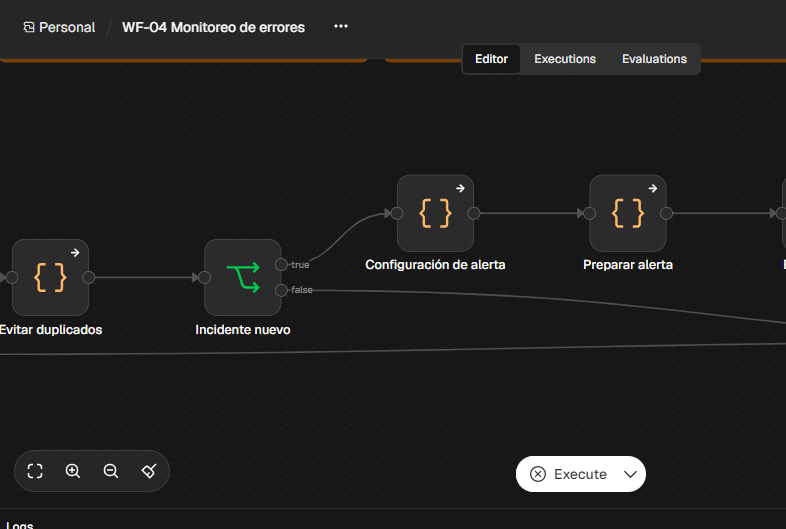 Personal / WF-04 Monitoreo de errores ...
Editor Executions Evaluations
true
false
Configuración de alerta
Preparar alerta
Evitar duplicados
Incidente nuevo
Execute
Logs